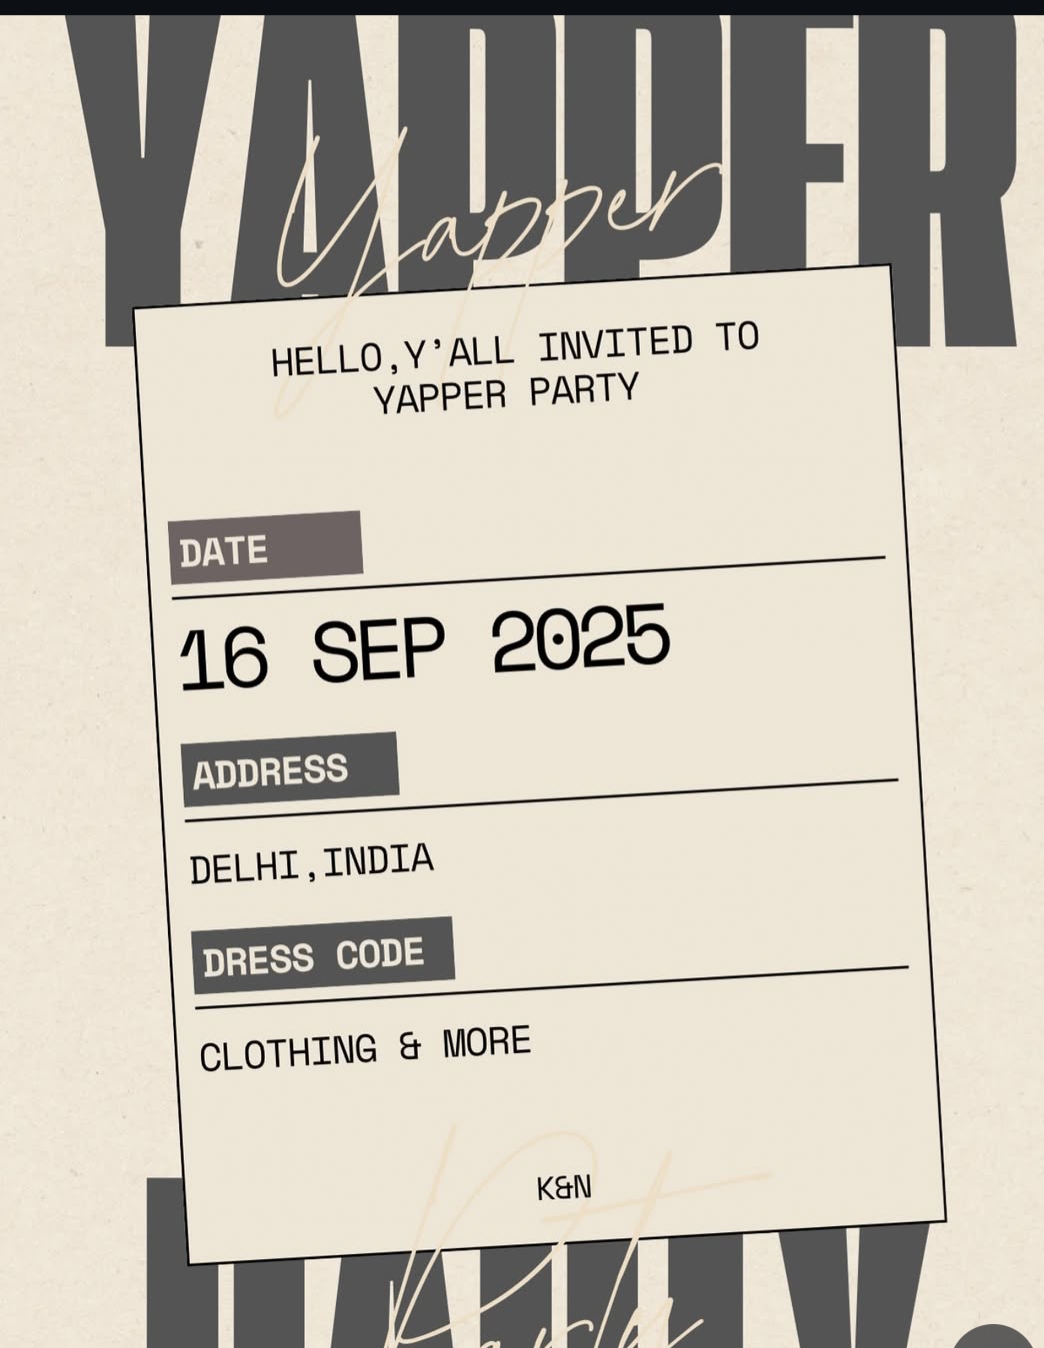 YAPPER
Yapper
HELLO,Y'ALL INVITED TO
YAPPER PARTY
DATE
16 SEP 2025
ADDRESS
DELHI,INDIA
DRESS CODE
CLOTHING & MORE
K&N
Party
PARTY